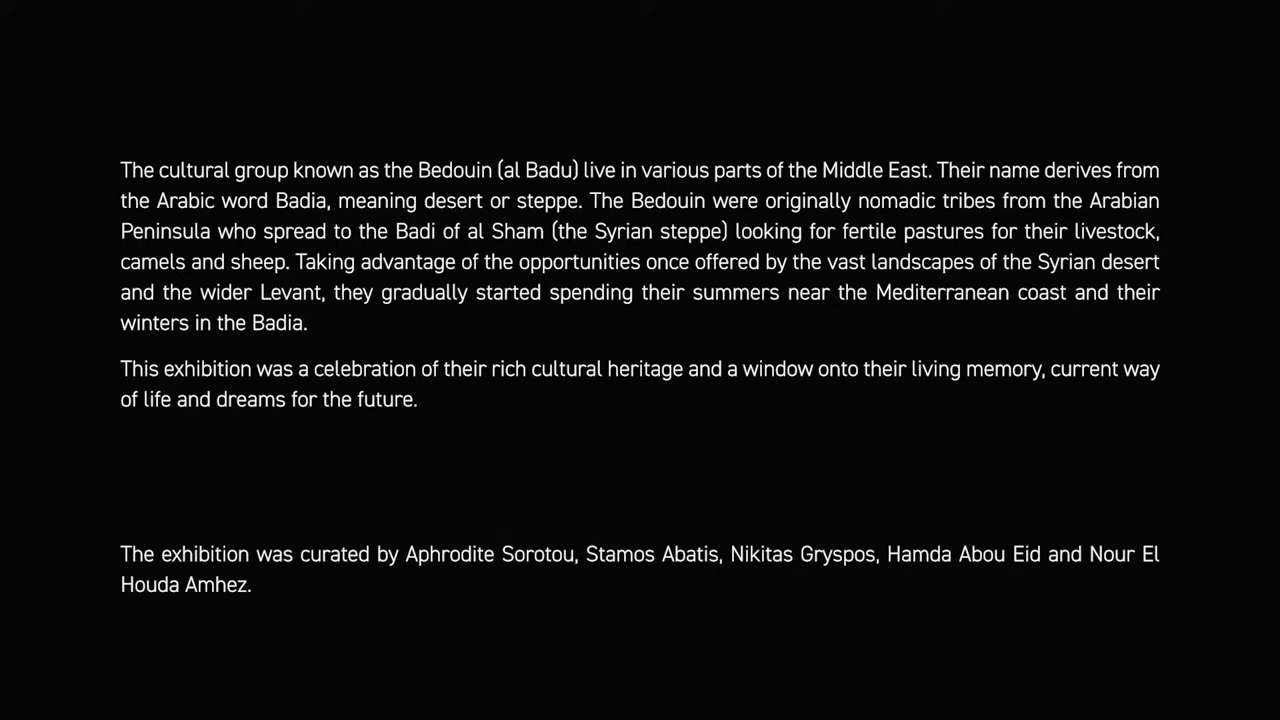 The cultural group known as the Bedouin (al Badu) live in various parts of the Middle East. Their name derives from
the Arabic word Badia, meaning desert or steppe. The Bedouin were originally nomadic tribes from the Arabian
Peninsula who spread to the Badi of al Sham (the Syrian steppe) looking for fertile pastures for their livestock,
camels and sheep. Taking advantage of the opportunities once offered by the vast landscapes of the Syrian desert
and the wider Levant, they gradually started spending their summers near the Mediterranean coast and their
winters in the Badia.
This exhibition was a celebration of their rich cultural heritage and a window onto their living memory, current way
of life and dreams for the future.
The exhibition was curated by Aphrodite Sorotou, Stamos Abatis, Nikitas Gryspos, Hamda Abou Eid and Nour El
Houda Amhez.